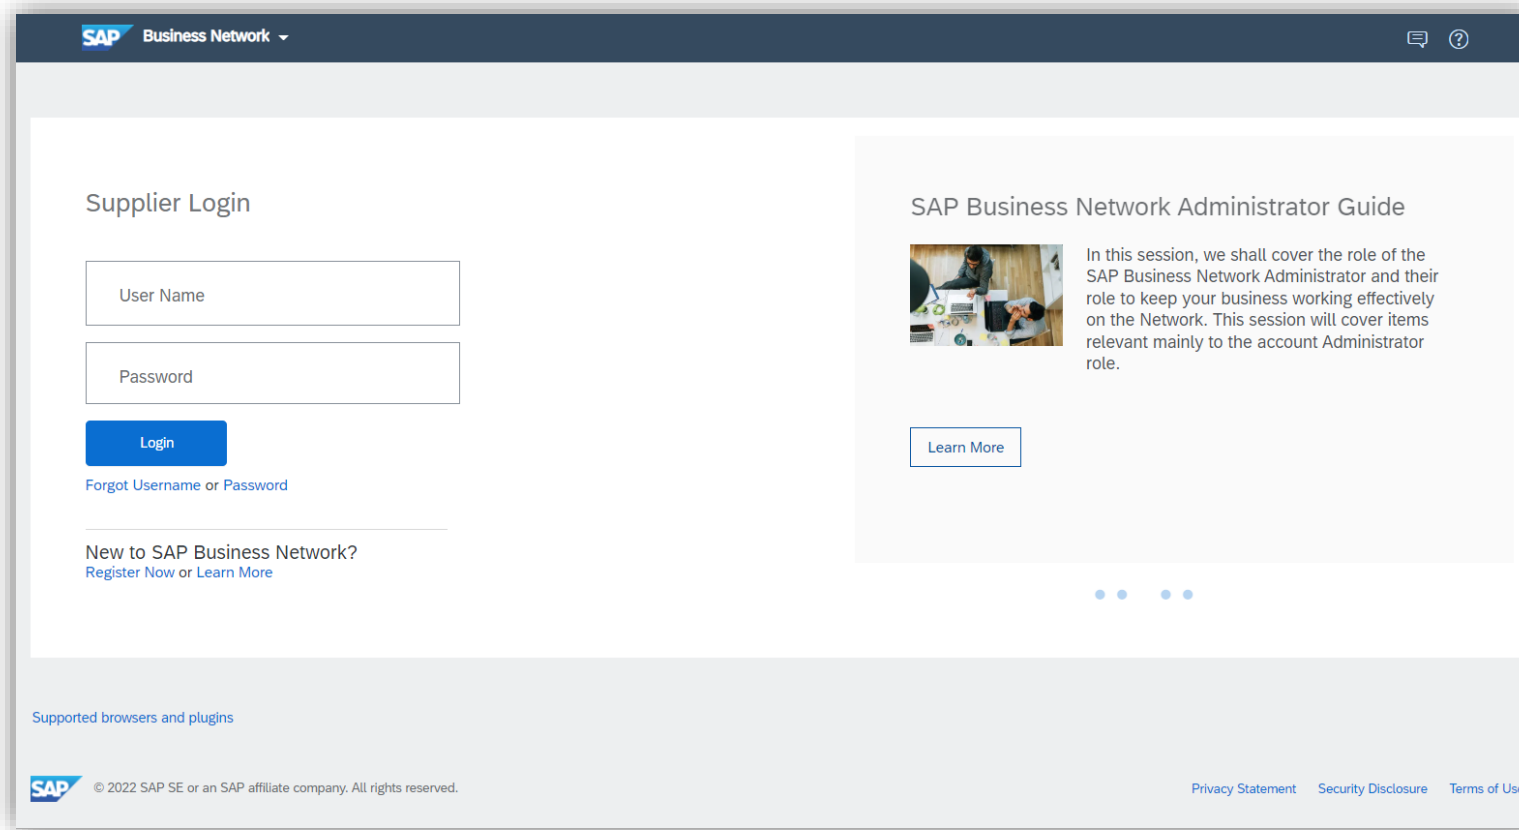 SAP Business Network
Supplier Login
User Name
Password
Login
Forgot Username or Password
New to SAP Business Network?
Register Now or Learn More
SAP Business Network Administrator Guide
In this session, we shall cover the role of the
SAP Business Network Administrator and their
role to keep your business working effectively
on the Network. This session will cover items
relevant mainly to the account Administrator
role.
Learn More
Supported browsers and plugins
SAP © 2022 SAP SE or an SAP affiliate company. All rights reserved.
Privacy Statement Security Disclosure Terms of Use